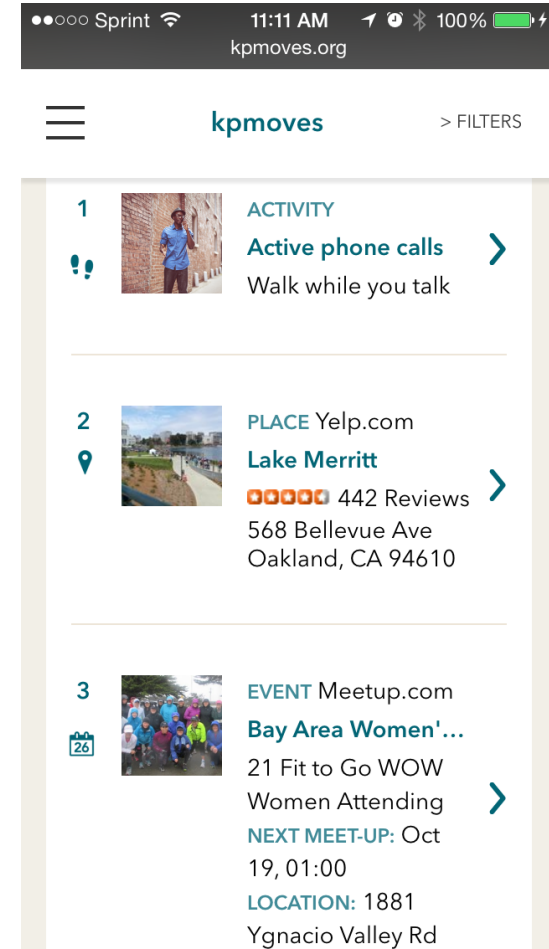 Sprint 11:11 AM 100%
kpmoves.org
kpmoves > FILTERS
1 ACTIVITY
Active phone calls
Walk while you talk
2 PLACE Yelp.com
Lake Merritt
442 Reviews
568 Bellevue Ave
Oakland, CA 94610
3 EVENT Meetup.com
Bay Area Women'...
26 21 Fit to Go WOW
Women Attending
NEXT MEET-UP: Oct
19, 01:00
LOCATION: 1881
Ygnacio Valley Rd